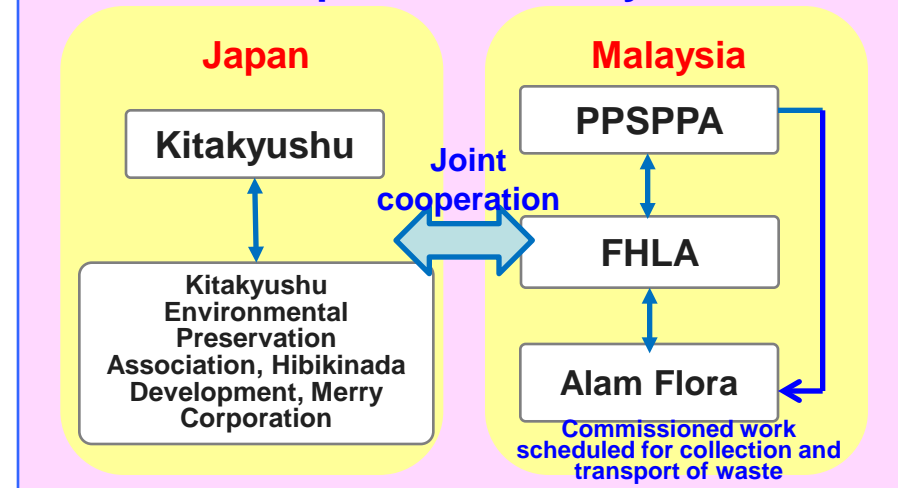 Japan
Kitakyushu
Kitakyushu
Environmental
Preservation
Association, Hibikinada
Development, Merry
Corporation
Joint
cooperation
Malaysia
PPSPPA
FHLA
Alam Flora
Commissioned work
scheduled for collection and
transport of waste